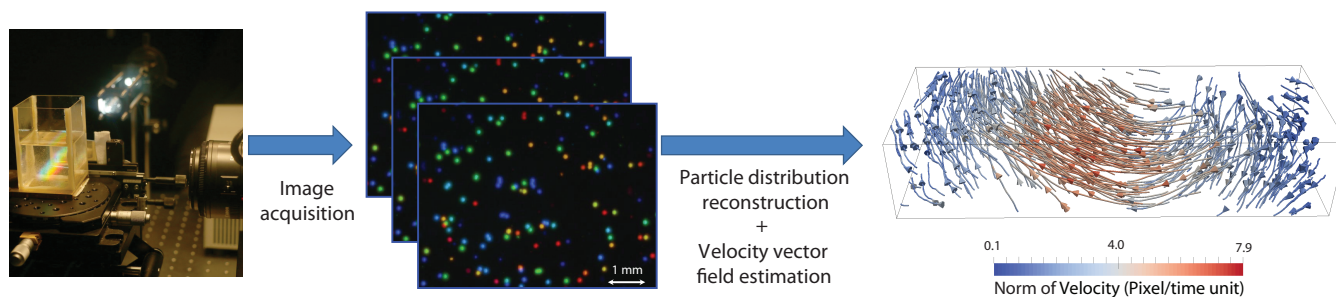 Image
acquisition
1 mm
Particle distribution
reconstruction
+
Velocity vector
field estimation
0.1 4.0 7.9
Norm of Velocity (Pixel/time unit)